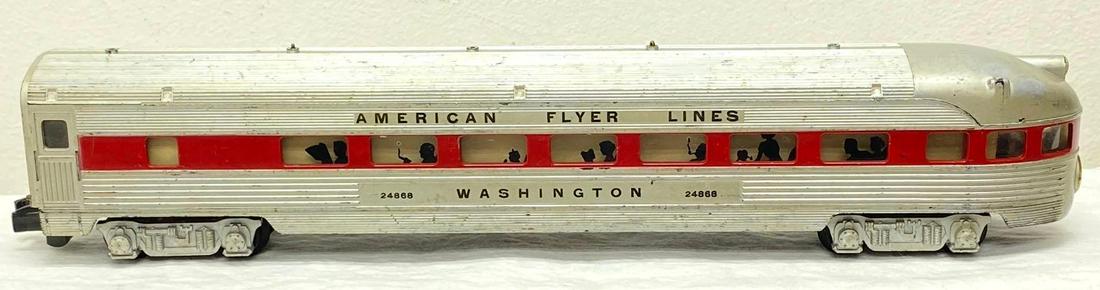 AMERICAN FLYER LINES
24868 WASHINGTON 24868